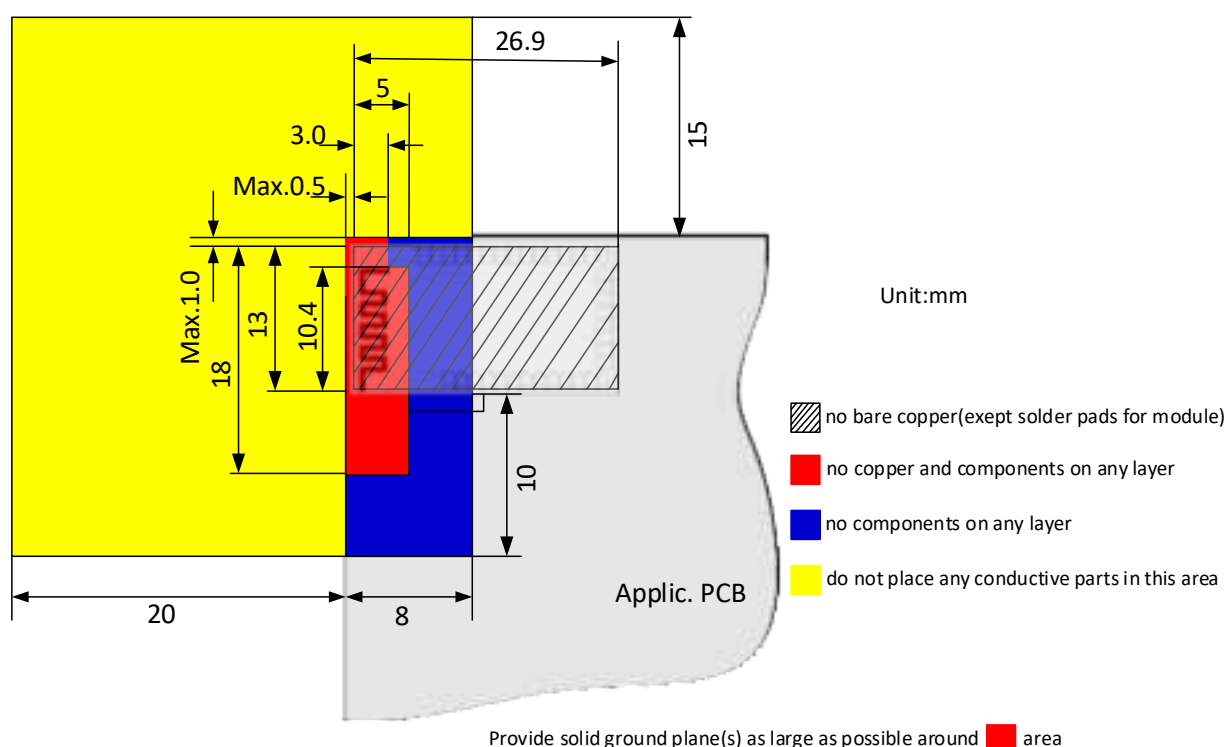 26.9
5
15
3.0
Max.0.5
Max.1.0
18
13
10.4
Unit:mm
no bare copper(exept solder pads for module)
no copper and components on any layer
10
no components on any layer
do not place any conductive parts in this area
Applic. PCB
20
8
Provide solid ground plane(s) as large as possible around area